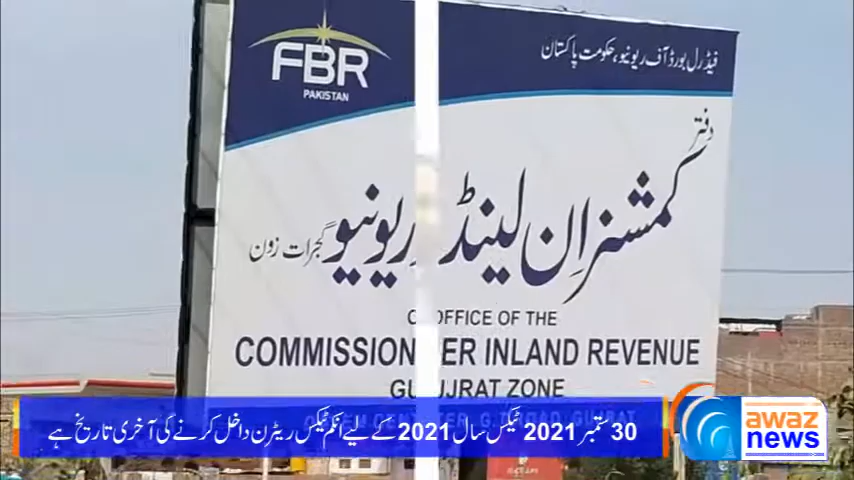 FBR
PAKISTAN
فیڈرل بورڈ آف ریونیو، حکومت پاکستان
دفتر
کمشنر ان لینڈ ریونیو
گجرات زون
OFFICE OF THE
COMMISSIONER INLAND REVENUE
GUJRAT ZONE
30 ستمبر 2021 ٹیکس سال 2021 کے لیے انکم ٹیکس ریٹرن داخل کرنے کی آخری تاریخ ہے
awaz
news